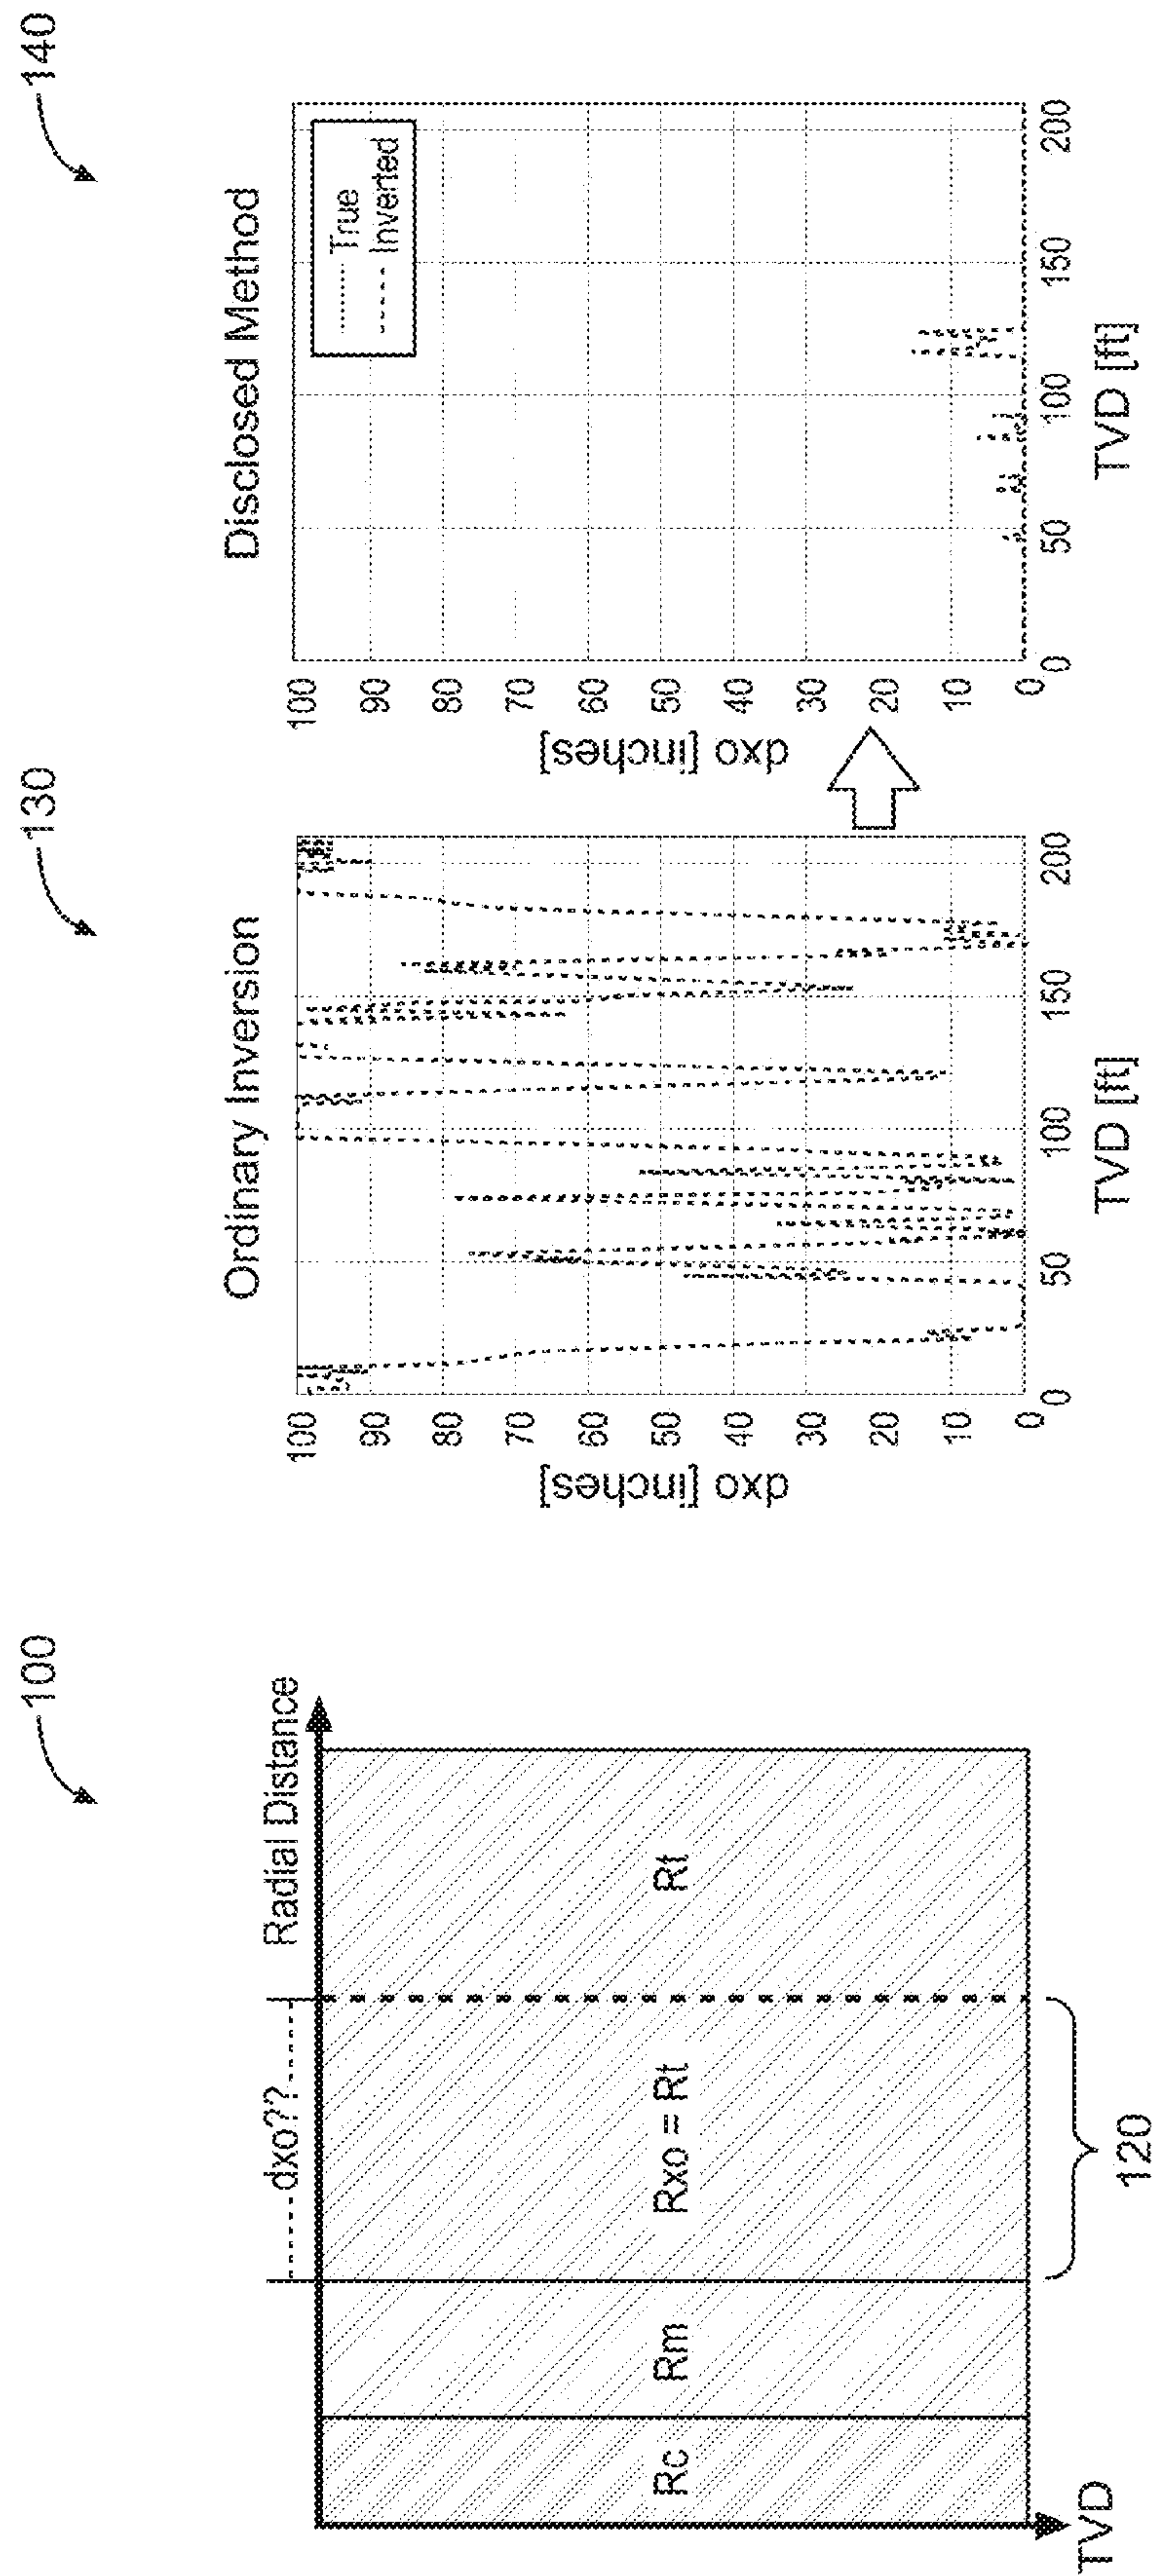 100
dxo??
Radial Distance
Rc
Rm
Rxo = Rt
Rt
120
TVD
130
Ordinary Inversion
dxo [inches]
100
90
80
70
60
50
40
30
20
10
0
0
50
100
150
200
TVD [ft]
140
Disclosed Method
True
Inverted
dxo [inches]
100
90
80
70
60
50
40
30
20
10
0
0
50
100
150
200
TVD [ft]